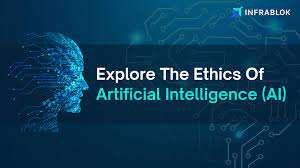 INFRABLOK
Explore The Ethics Of
Artificial Intelligence (AI)